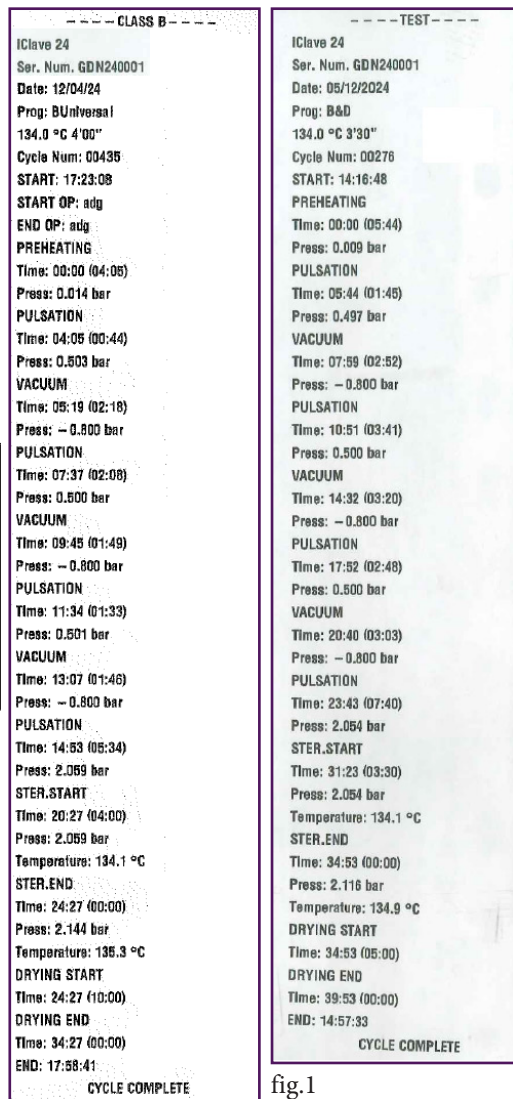 ----CLASS B----
IClave 24
Ser. Num. GDN240001
Date: 12/04/24
Prog: BUniversal
134.0 °C 4'00"
Cycle Num: 00435
START: 17:23:08
START OP: adg
END OP: adg
PREHEATING
Time: 00:00 (04:05)
Press: 0.014 bar
PULSATION
Time: 04:05 (00:44)
Press: 0.503 bar
VACUUM
Time: 05:19 (02:18)
Press: –0.800 bar
PULSATION
Time: 07:37 (02:08)
Press: 0.500 bar
VACUUM
Time: 09:45 (01:49)
Press: –0.800 bar
PULSATION
Time: 11:34 (01:33)
Press: 0.501 bar
VACUUM
Time: 13:07 (01:46)
Press: –0.800 bar
PULSATION
Time: 14:53 (05:34)
Press: 2.059 bar
STER.START
Time: 20:27 (04:00)
Press: 2.059 bar
Temperature: 134.1 °C
STER.END
Time: 24:27 (00:00)
Press: 2.144 bar
Temperature: 135.3 °C
DRYING START
Time: 24:27 (10:00)
DRYING END
Time: 34:27 (00:00)
END: 17:58:41
CYCLE COMPLETE
----TEST----
IClave 24
Ser. Num. GDN240001
Date: 05/12/2024
Prog: B&D
134.0 °C 3'30"
Cycle Num: 00276
START: 14:16:48
PREHEATING
Time: 00:00 (05:44)
Press: 0.009 bar
PULSATION
Time: 05:44 (01:45)
Press: 0.497 bar
VACUUM
Time: 07:59 (02:52)
Press: –0.800 bar
PULSATION
Time: 10:51 (03:41)
Press: 0.500 bar
VACUUM
Time: 14:32 (03:20)
Press: –0.800 bar
PULSATION
Time: 17:52 (02:48)
Press: 0.500 bar
VACUUM
Time: 20:40 (03:03)
Press: –0.800 bar
PULSATION
Time: 23:43 (07:40)
Press: 2.054 bar
STER.START
Time: 31:23 (03:30)
Press: 2.054 bar
Temperature: 134.1 °C
STER.END
Time: 34:53 (00:00)
Press: 2.116 bar
Temperature: 134.9 °C
DRYING START
Time: 34:53 (05:00)
DRYING END
Time: 39:53 (00:00)
END: 14:57:33
CYCLE COMPLETE
fig.1